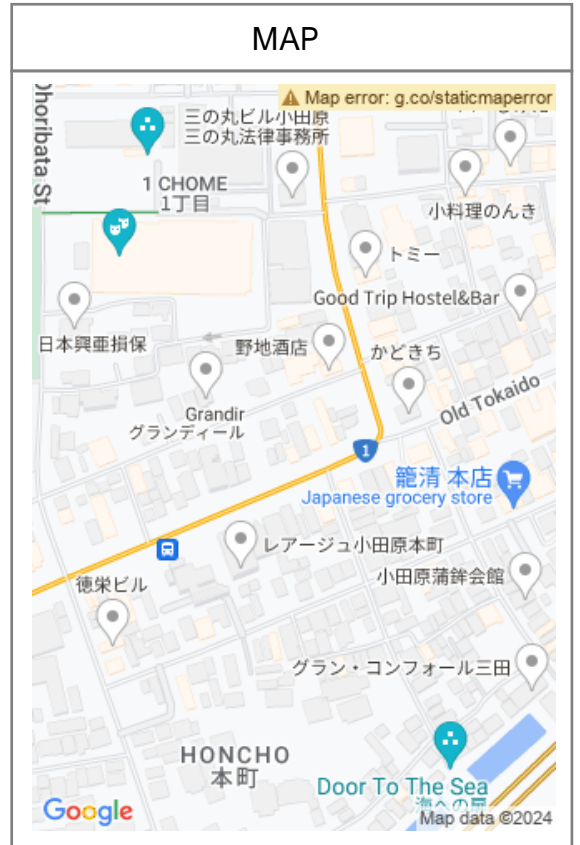 MAP
Map error: g.co/staticmaperror
Ohoribata St
三の丸ビル小田原
三の丸法律事務所
1 CHOME
1丁目
小料理のんき
トミー
Good Trip Hostel&Bar
日本興亜損保
野地酒店
かどきち
Grandir
グランディール
Old Tokaido
1
籠清 本店
Japanese grocery store
レアージュ小田原本町
小田原蒲鉾会館
徳栄ビル
グラン・コンフォール三田
HONCHO
本町
Door To The Sea
海への扉
Google
Map data ©2024